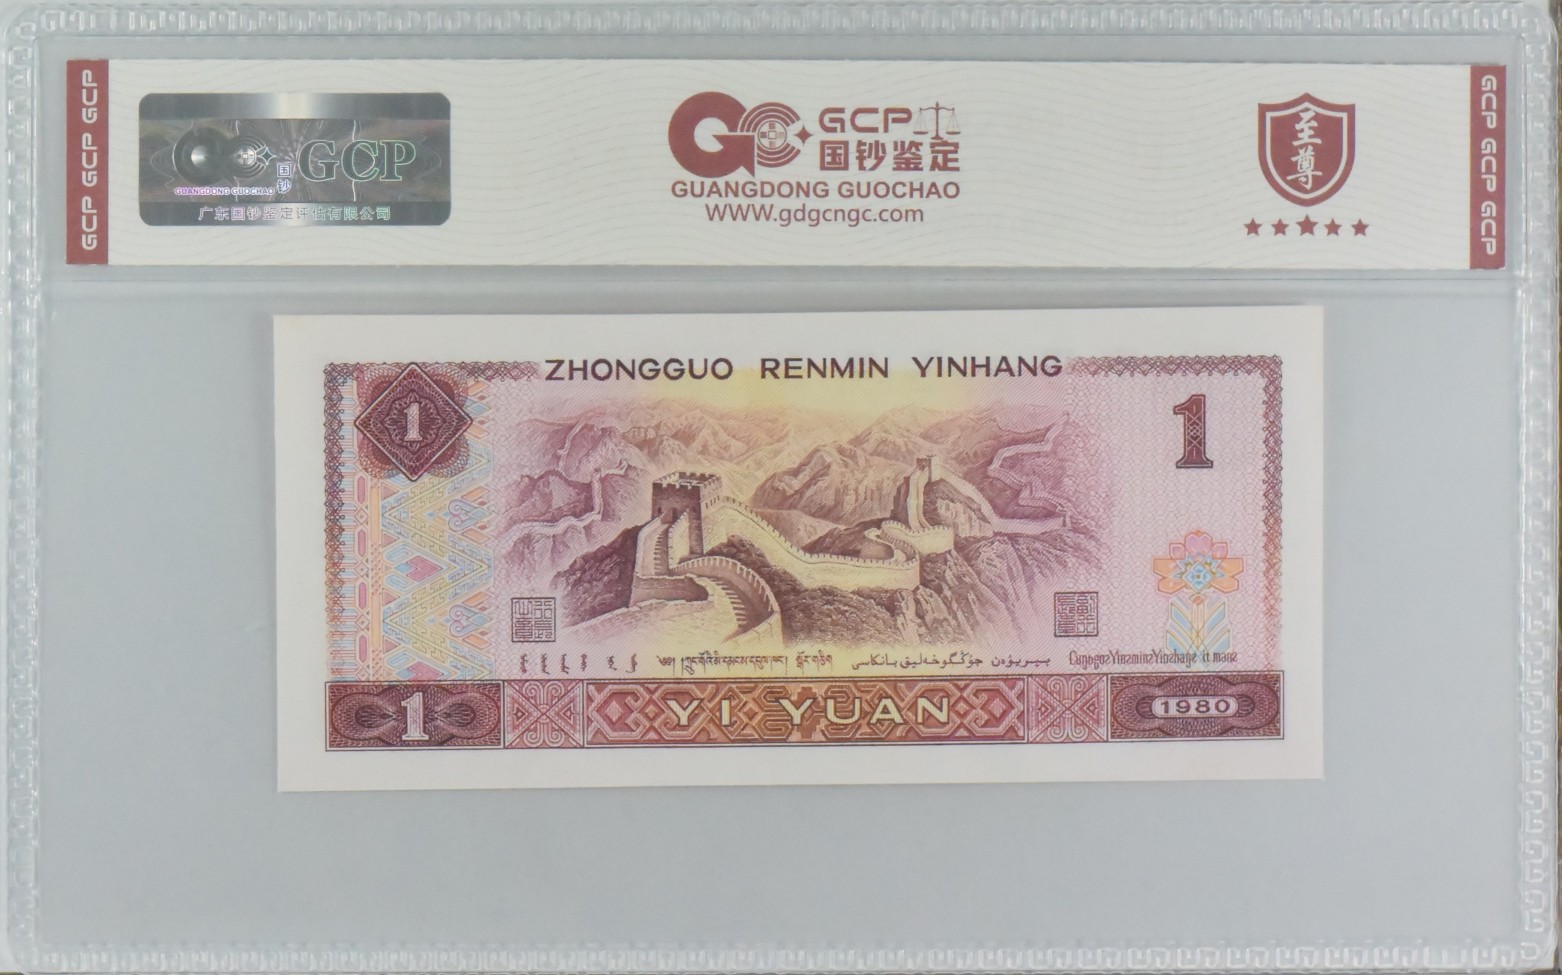 GCP GCP GCP
国钞
GCP
GUANGDONG GUOCHAO
广东国钞鉴定评估有限公司
GCP
国钞鉴定
GUANGDONG GUOCHAO
WWW.gdgcngc.com
至尊
GCP GCP GCP
ZHONGGUO RENMIN YINHANG
1
1
1
YI YUAN
1980